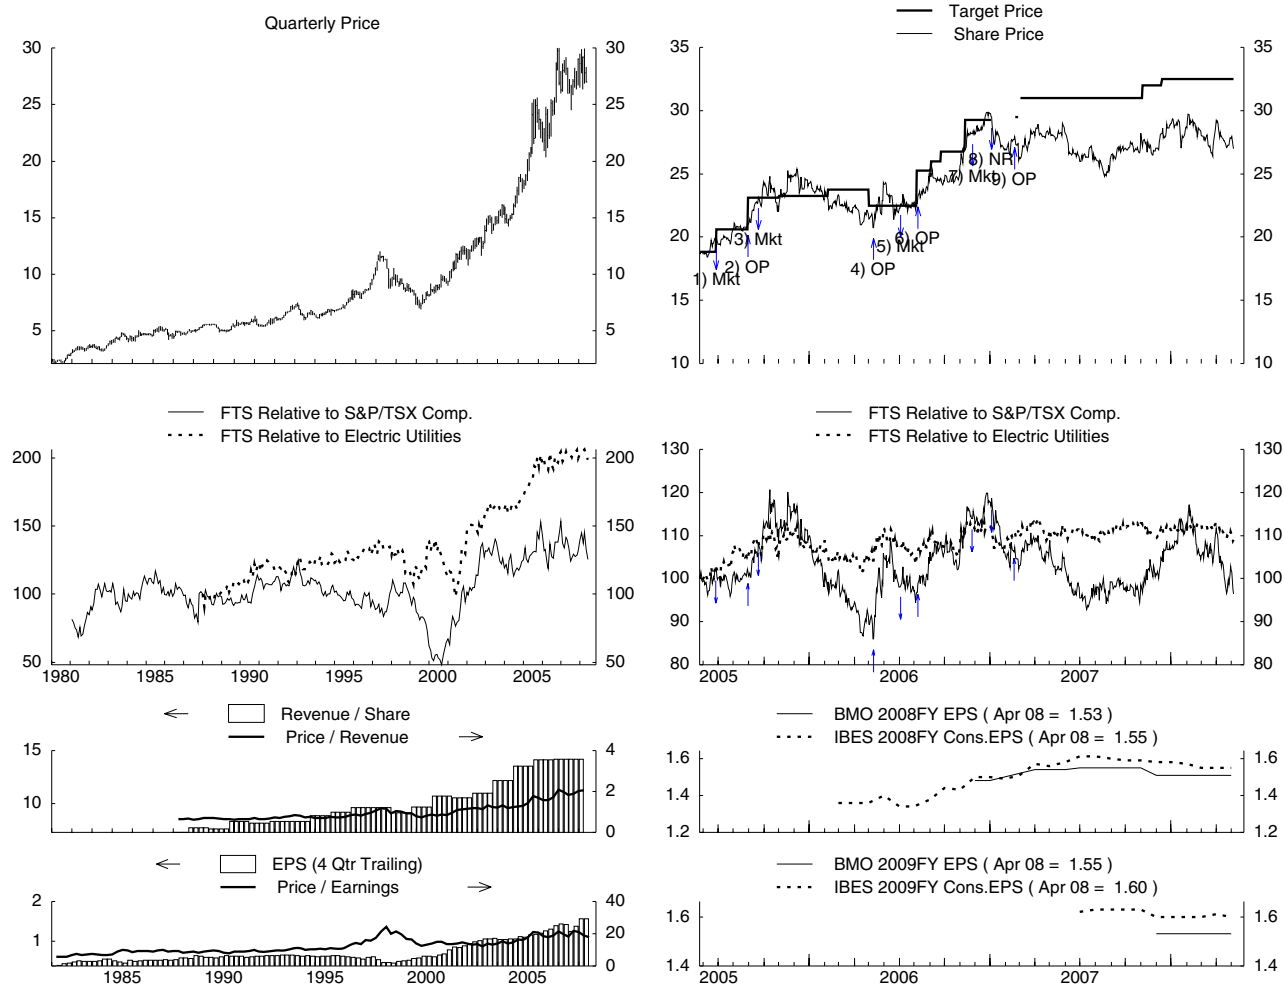 Quarterly Price
30 30
25 25
20 20
15 15
10 10
5 5
Target Price
Share Price
35 35
30 30
25 25
20 20
15 15
10 10
1) Mkt
2) OP
3) Mkt
4) OP
5) Mkt
6) OP
7) Mkt
8) NR
9) OP
FTS Relative to S&P/TSX Comp.
FTS Relative to Electric Utilities
200 200
150 150
100 100
50 50
1980 1985 1990 1995 2000 2005
FTS Relative to S&P/TSX Comp.
FTS Relative to Electric Utilities
130 130
120 120
110 110
100 100
90 90
80 80
2005 2006 2007
Revenue / Share
Price / Revenue
15 4
10 2
0
BMO 2008FY EPS ( Apr 08 = 1.53 )
IBES 2008FY Cons.EPS ( Apr 08 = 1.55 )
1.6 1.6
1.4 1.4
1.2 1.2
EPS (4 Qtr Trailing)
Price / Earnings
2 40
1 20
0
1985 1990 1995 2000 2005
BMO 2009FY EPS ( Apr 08 = 1.55 )
IBES 2009FY Cons.EPS ( Apr 08 = 1.60 )
1.6 1.6
1.4 1.4
2005 2006 2007